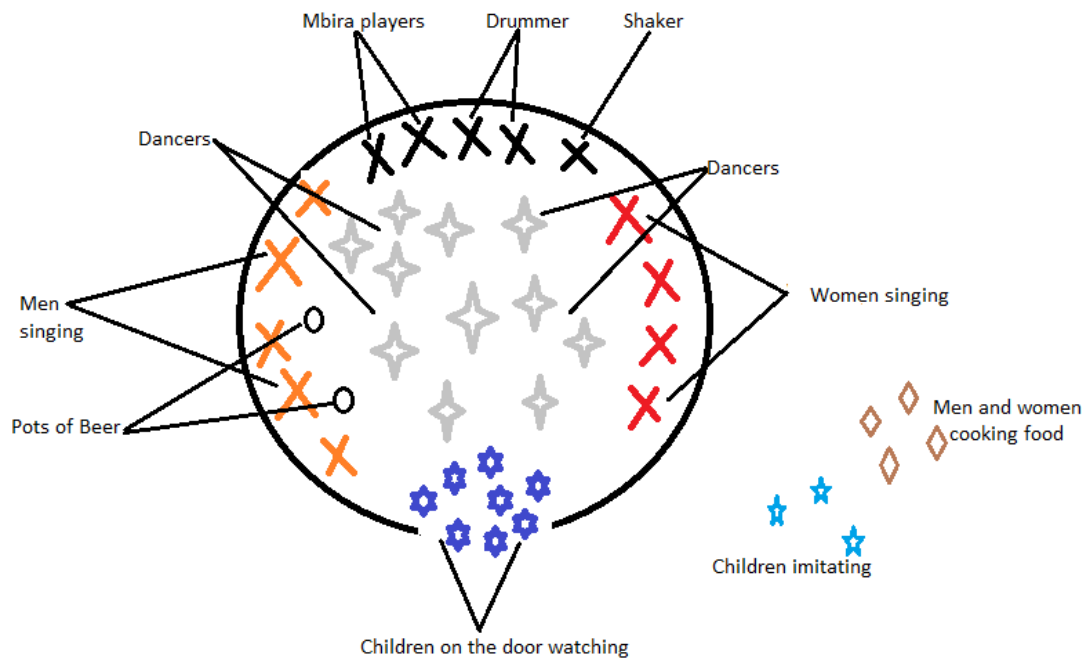 Mbira players
Drummer
Shaker
Dancers
Dancers
Men
singing
Women singing
Pots of Beer
Men and women
cooking food
Children imitating
Children on the door watching